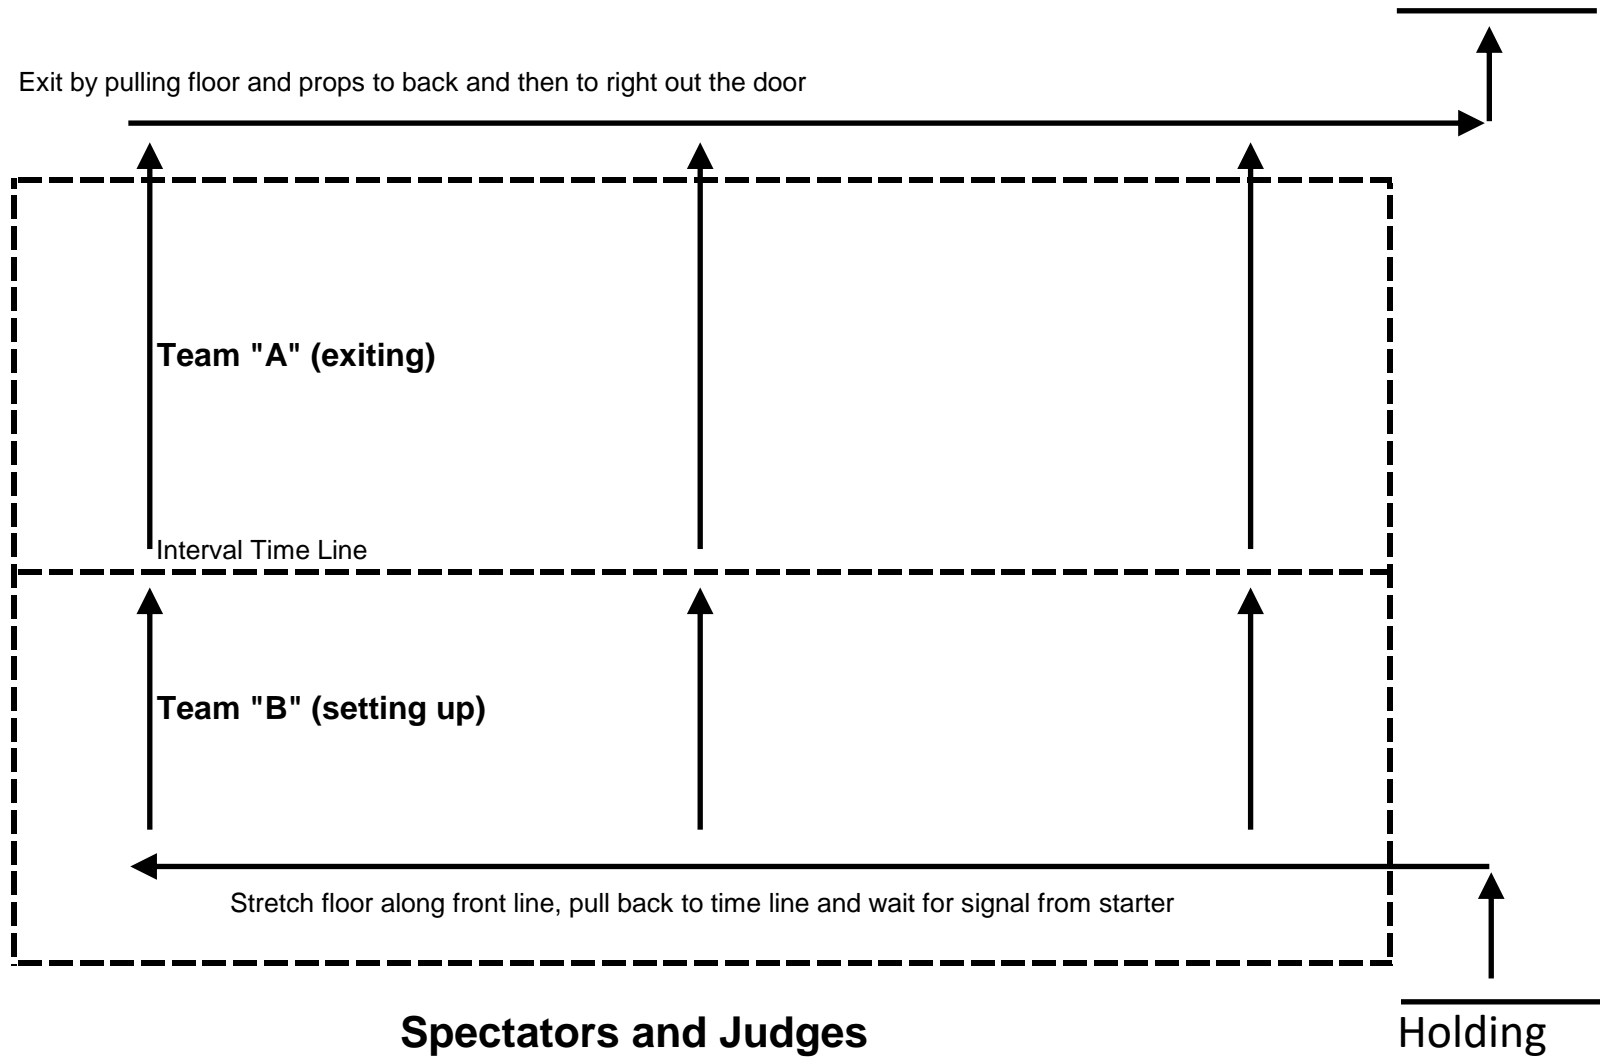 Exit by pulling floor and props to back and then to right out the door
Team "A" (exiting)
Interval Time Line
Team "B" (setting up)
Stretch floor along front line, pull back to time line and wait for signal from starter
Spectators and Judges
Holding